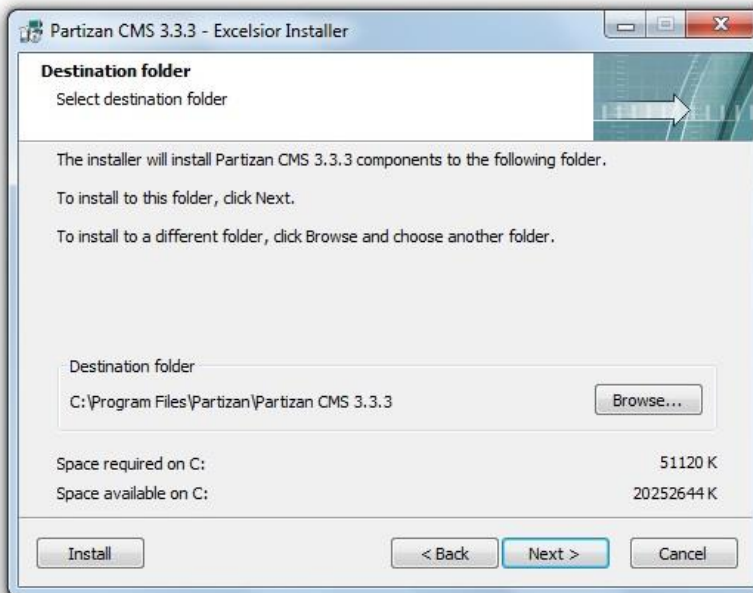 Partizan CMS 3.3.3 - Excelsior Installer
Destination folder
Select destination folder
The installer will install Partizan CMS 3.3.3 components to the following folder.
To install to this folder, click Next.
To install to a different folder, click Browse and choose another folder.
Destination folder
C:\Program Files\Partizan\Partizan CMS 3.3.3
Browse...
Space required on C: 51120 K
Space available on C: 20252644 K
Install < Back Next > Cancel